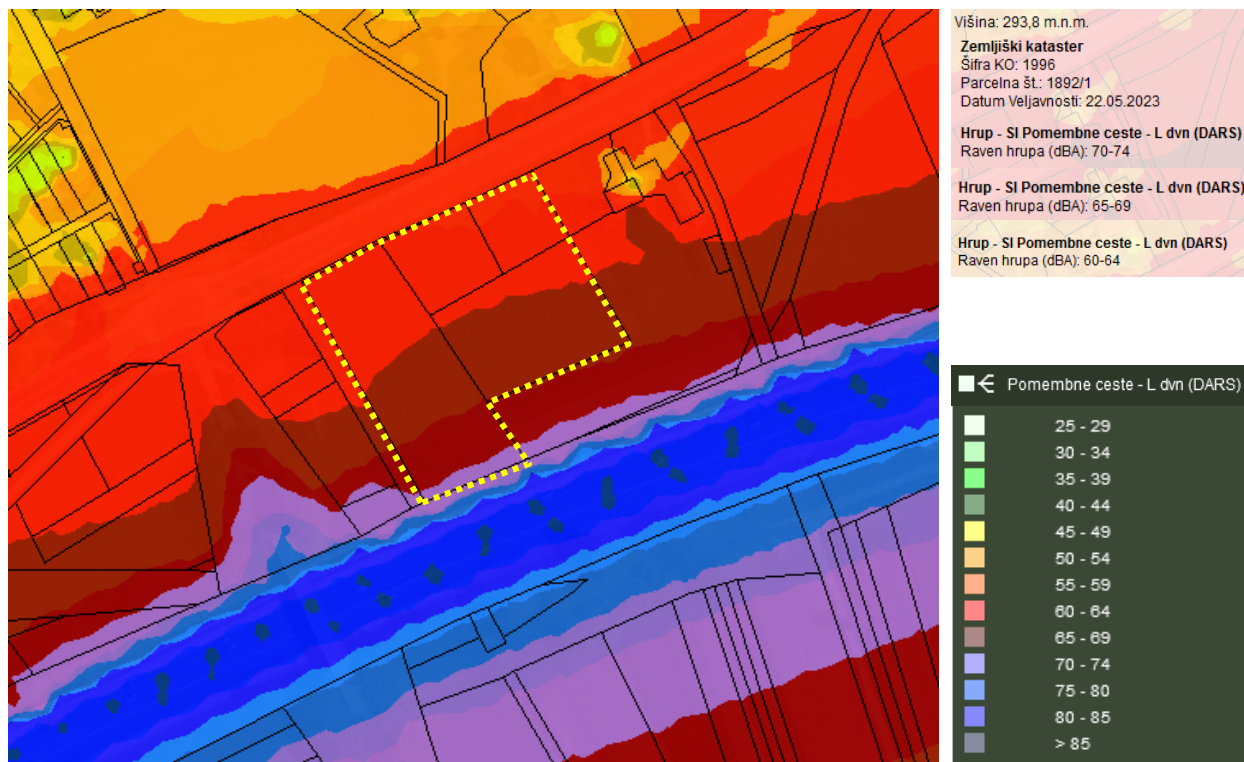 Višina: 293,8 m.n.m.
Zemljiški kataster
Šifra KO: 1996
Parcelna št.: 1892/1
Datum Veljavnosti: 22.05.2023
Hrup - SI Pomembne ceste - L dvn (DARS)
Raven hrupa (dBA): 70-74
Hrup - SI Pomembne ceste - L dvn (DARS)
Raven hrupa (dBA): 65-69
Hrup - SI Pomembne ceste - L dvn (DARS)
Raven hrupa (dBA): 60-64
Pomembne ceste - L dvn (DARS)
25 - 29
30 - 34
35 - 39
40 - 44
45 - 49
50 - 54
55 - 59
60 - 64
65 - 69
70 - 74
75 - 80
80 - 85
> 85